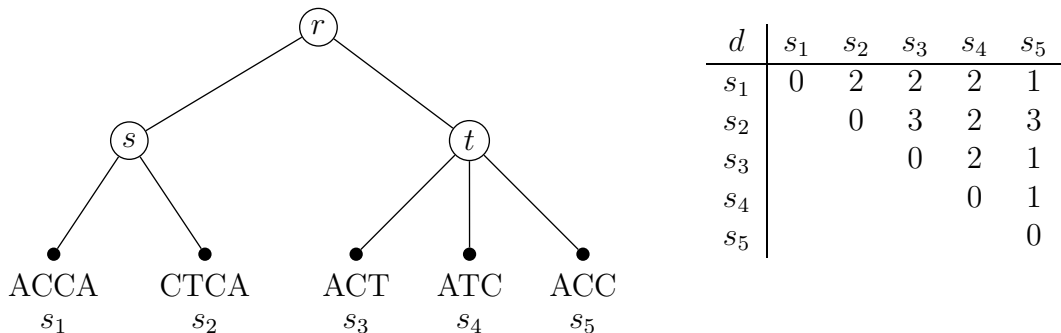 r
s t
ACCA CTCA ACT ATC ACC
s₁ s₂ s₃ s₄ s₅
d s₁ s₂ s₃ s₄ s₅
s₁ 0 2 2 2 1
s₂ 0 3 2 3
s₃ 0 2 1
s₄ 0 1
s₅ 0